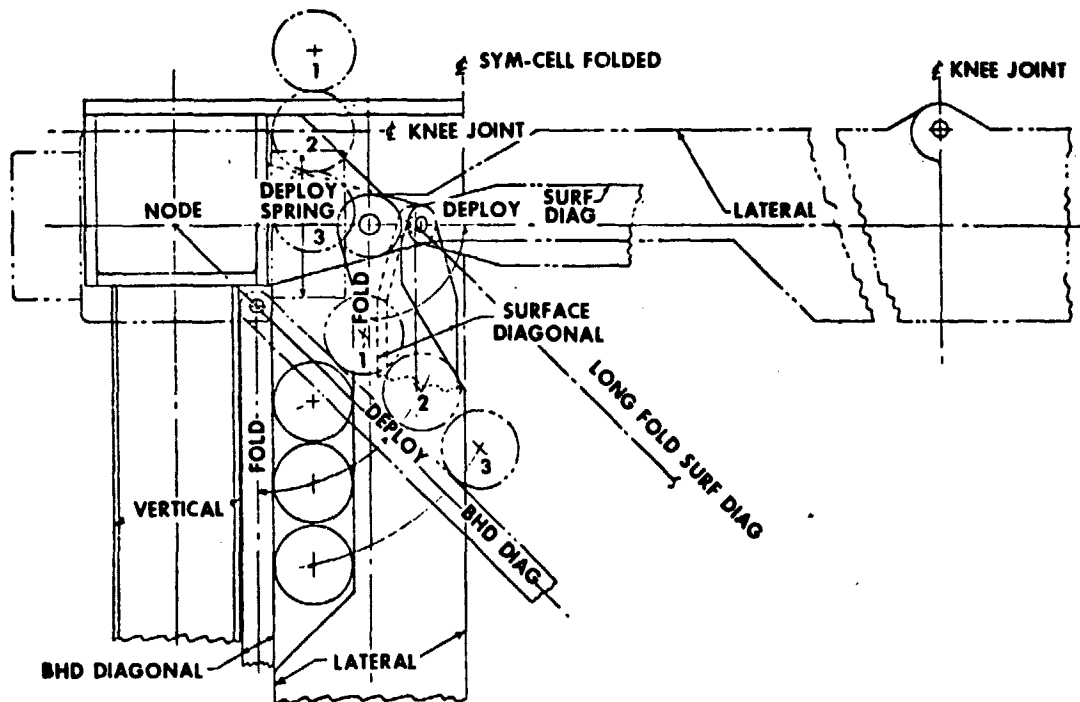 1
℄ SYM-CELL FOLDED
℄ KNEE JOINT
2
℄ KNEE JOINT
DEPLOY
SPRING
NODE
3
DEPLOY
SURF
DIAG
LATERAL
FOLD
1
SURFACE
DIAGONAL
2
LONG FOLD SURF DIAG
3
DEPLOY
FOLD
VERTICAL
BHD DIAG
BHD DIAGONAL
LATERAL